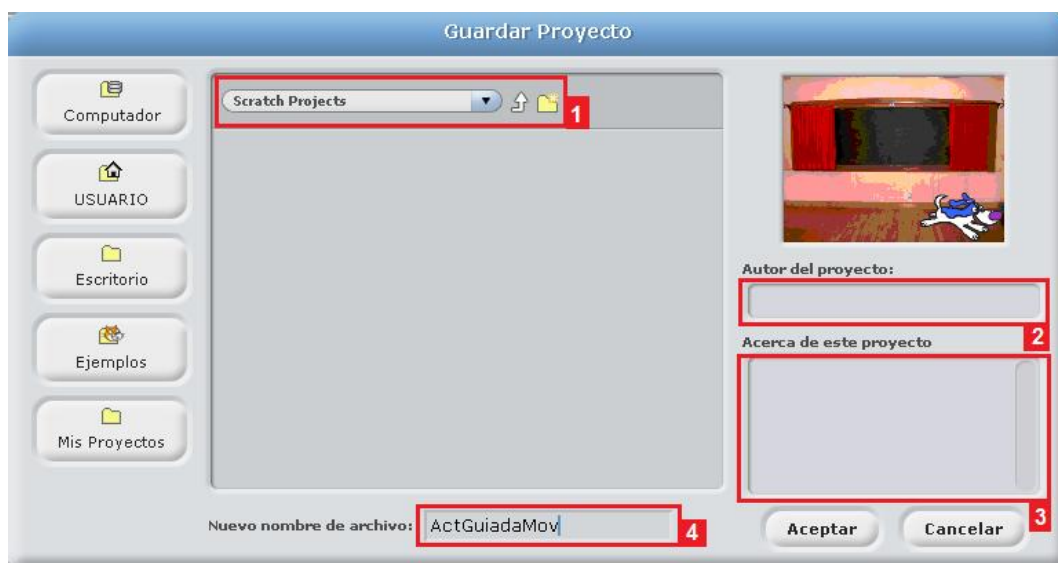 Guardar Proyecto
Computador
USUARIO
Escritorio
Ejemplos
Mis Proyectos
Scratch Projects
1
Autor del proyecto:
2
Acerca de este proyecto
3
Nuevo nombre de archivo: ActGuiadaMov
4
Aceptar
Cancelar